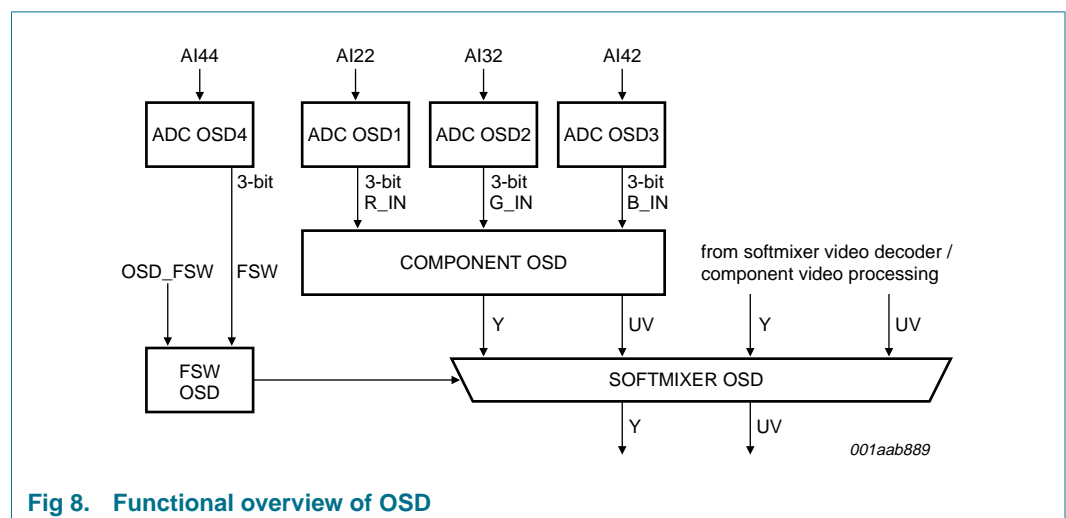 AI44 AI22 AI32 AI42
ADC OSD4 ADC OSD1 ADC OSD2 ADC OSD3
3-bit 3-bit 3-bit 3-bit
R_IN G_IN B_IN
OSD_FSW FSW
COMPONENT OSD
from softmixer video decoder /
component video processing
Y UV Y UV
FSW
OSD
SOFTMIXER OSD
Y UV
001aab889
Fig 8. Functional overview of OSD